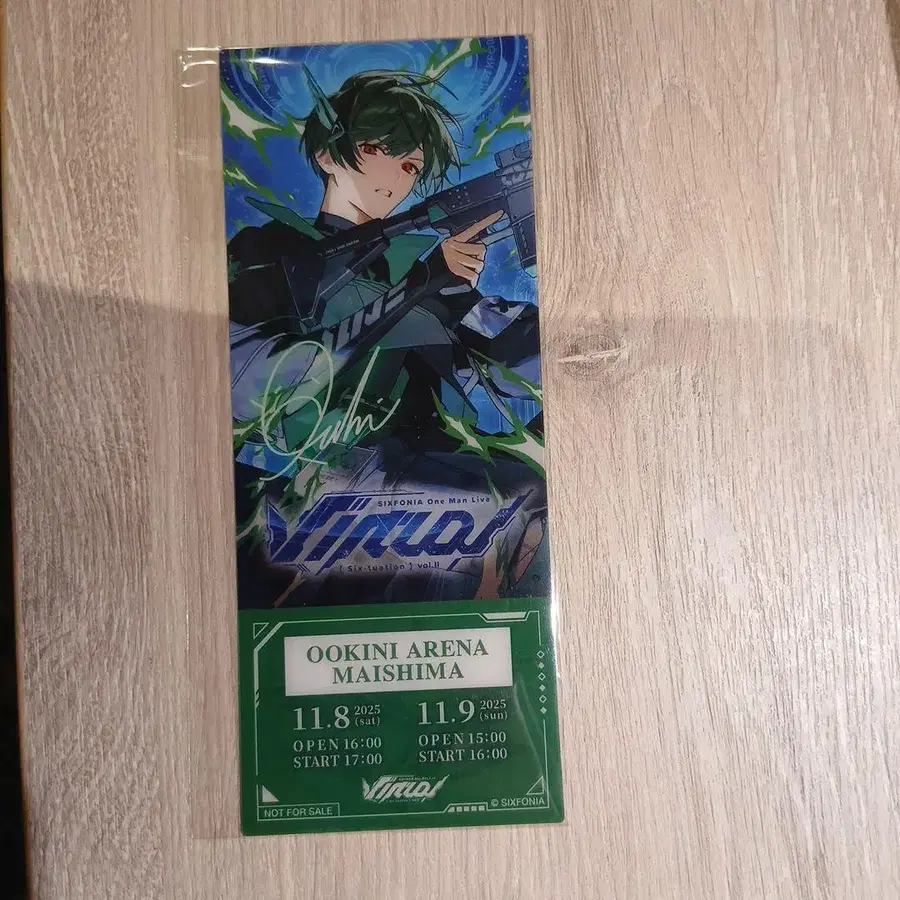 SIXFONIA One Man Live
[ Six-tuation ] vol.II
OOKINI ARENA
MAISHIMA
11.8 2025 (sat)
OPEN 16:00
START 17:00
11.9 2025 (sun)
OPEN 15:00
START 16:00
NOT FOR SALE
© SIXFONIA